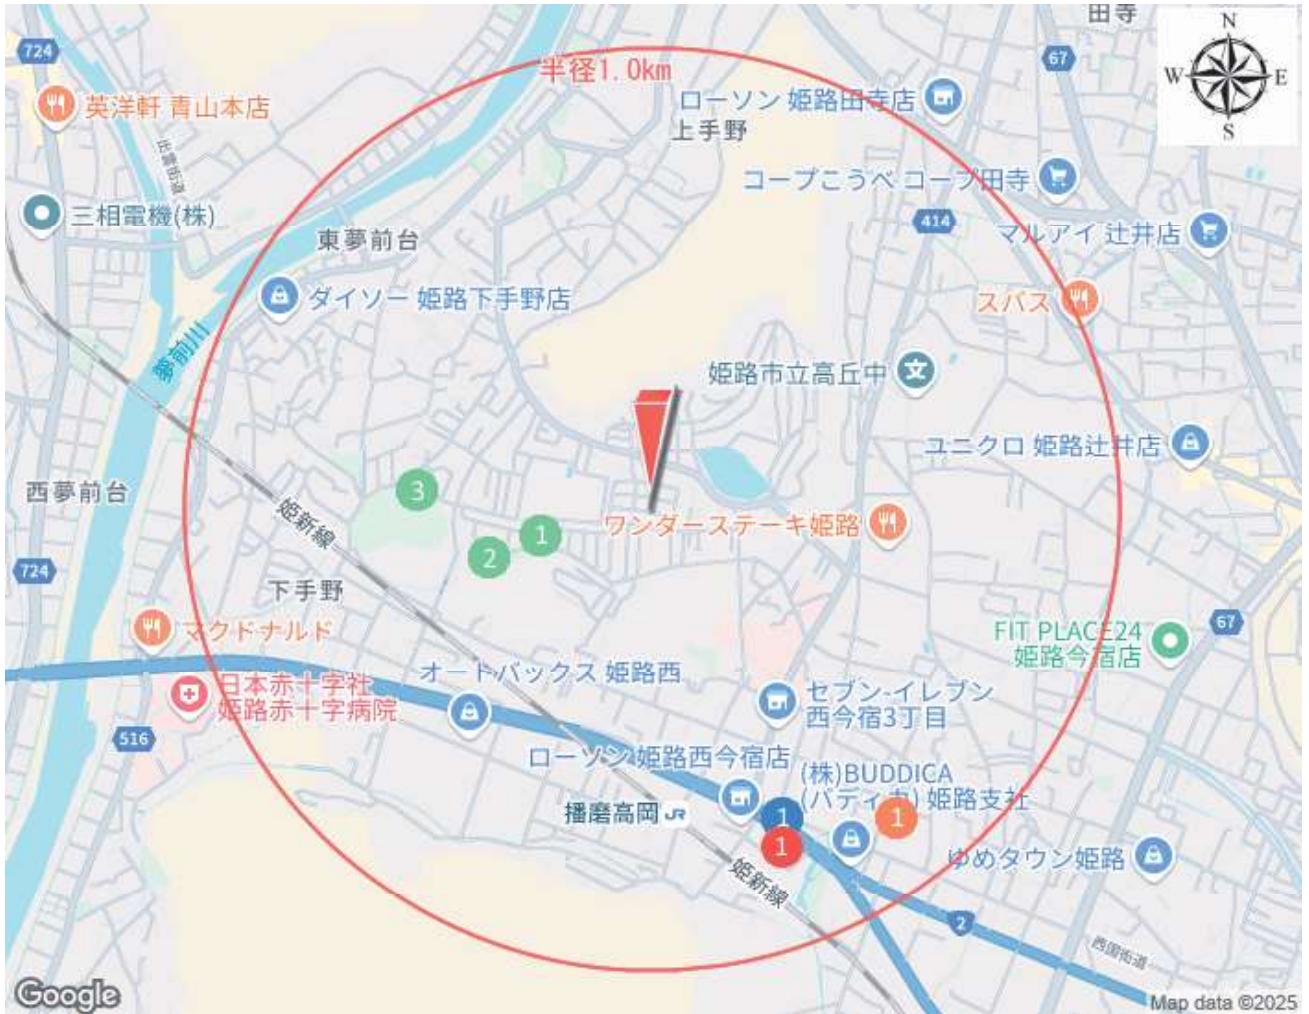 田寺
N
W
E
S
724
67
半径1.0km
英洋軒 青山本店
ローソン 姫路田寺店
上手野
出雲街道
コープこうべ コープ田寺
三相電機(株)
414
マルアイ 辻井店
東夢前台
ダイソー 姫路下手野店
スパス
夢前川
姫路市立高丘中
文
ユニクロ 姫路辻井店
西夢前台
3
姫新線
ワンダーステーキ姫路
1
2
724
下手野
マクドナルド
67
FIT PLACE24
姫路今宿店
オートバックス 姫路西
日本赤十字社
姫路赤十字病院
セブン-イレブン
西今宿3丁目
516
ローソン 姫路西今宿店
(株)BUDDICA
(バディカ) 姫路支社
播磨高岡
JR
1
1
1
ゆめタウン姫路
姫新線
2
西国街道
Google
Map data ©2025